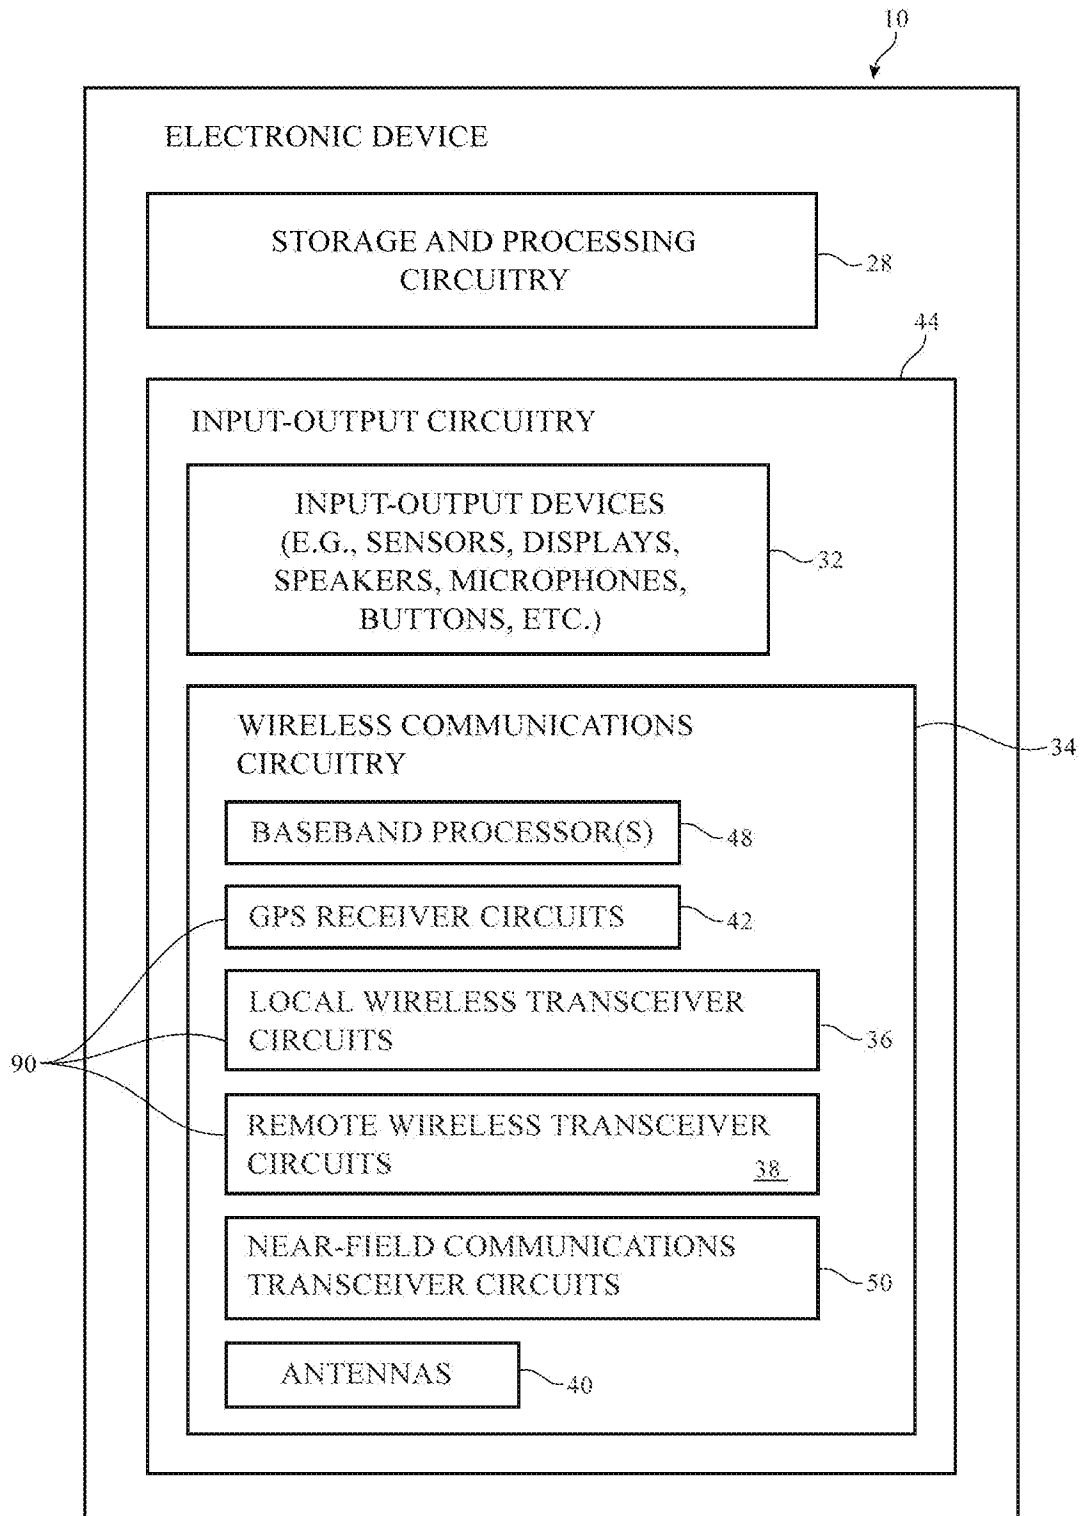 10
ELECTRONIC DEVICE
STORAGE AND PROCESSING
CIRCUITRY
28
44
INPUT-OUTPUT CIRCUITRY
INPUT-OUTPUT DEVICES
(E.G., SENSORS, DISPLAYS,
SPEAKERS, MICROPHONES,
BUTTONS, ETC.)
32
WIRELESS COMMUNICATIONS
CIRCUITRY
34
BASEBAND PROCESSOR(S)
48
GPS RECEIVER CIRCUITS
42
LOCAL WIRELESS TRANSCEIVER
CIRCUITS
36
90
REMOTE WIRELESS TRANSCEIVER
CIRCUITS
38
NEAR-FIELD COMMUNICATIONS
TRANSCEIVER CIRCUITS
50
ANTENNAS
40